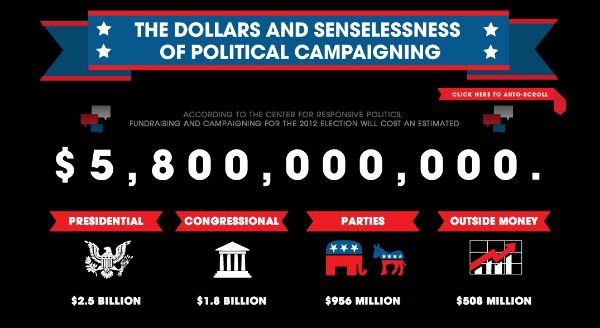 THE DOLLARS AND SENSELESSNESS
OF POLITICAL CAMPAIGNING
CLICK HERE TO AUTO-SCROLL
ACCORDING TO THE CENTER FOR RESPONSIVE POLITICS,
FUNDRAISING AND CAMPAIGNING FOR THE 2012 ELECTION WILL COST AN ESTIMATED
$5,800,000,000.
PRESIDENTIAL
CONGRESSIONAL
PARTIES
OUTSIDE MONEY
$2.5 BILLION
$1.8 BILLION
$956 MILLION
$508 MILLION